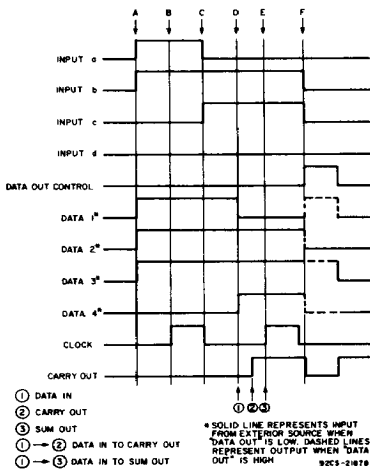 A B C D E F
INPUT a
INPUT b
INPUT c
INPUT d
DATA OUT CONTROL
DATA 1*
DATA 2*
DATA 3*
DATA 4*
CLOCK
CARRY OUT
① ② ③
① DATA IN
② CARRY OUT
③ SUM OUT
① → ② DATA IN TO CARRY OUT
① → ③ DATA IN TO SUM OUT
* SOLID LINE REPRESENTS INPUT
FROM EXTERIOR SOURCE WHEN
"DATA OUT" IS LOW. DASHED LINES
REPRESENT OUTPUT WHEN "DATA
OUT" IS HIGH
92CS-21878